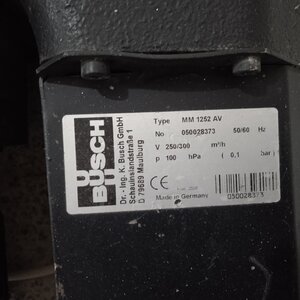 BUSCH
Dr. - Ing. K. Busch GmbH
Schauinslandstraße 1
D 79689 Maulburg
Type MM 1252 AV
No 050028373 50/60 Hz
V 250/300 m³/h
p 100 hPa ( 0,1 bar)
CE
Made in Germany
050028373